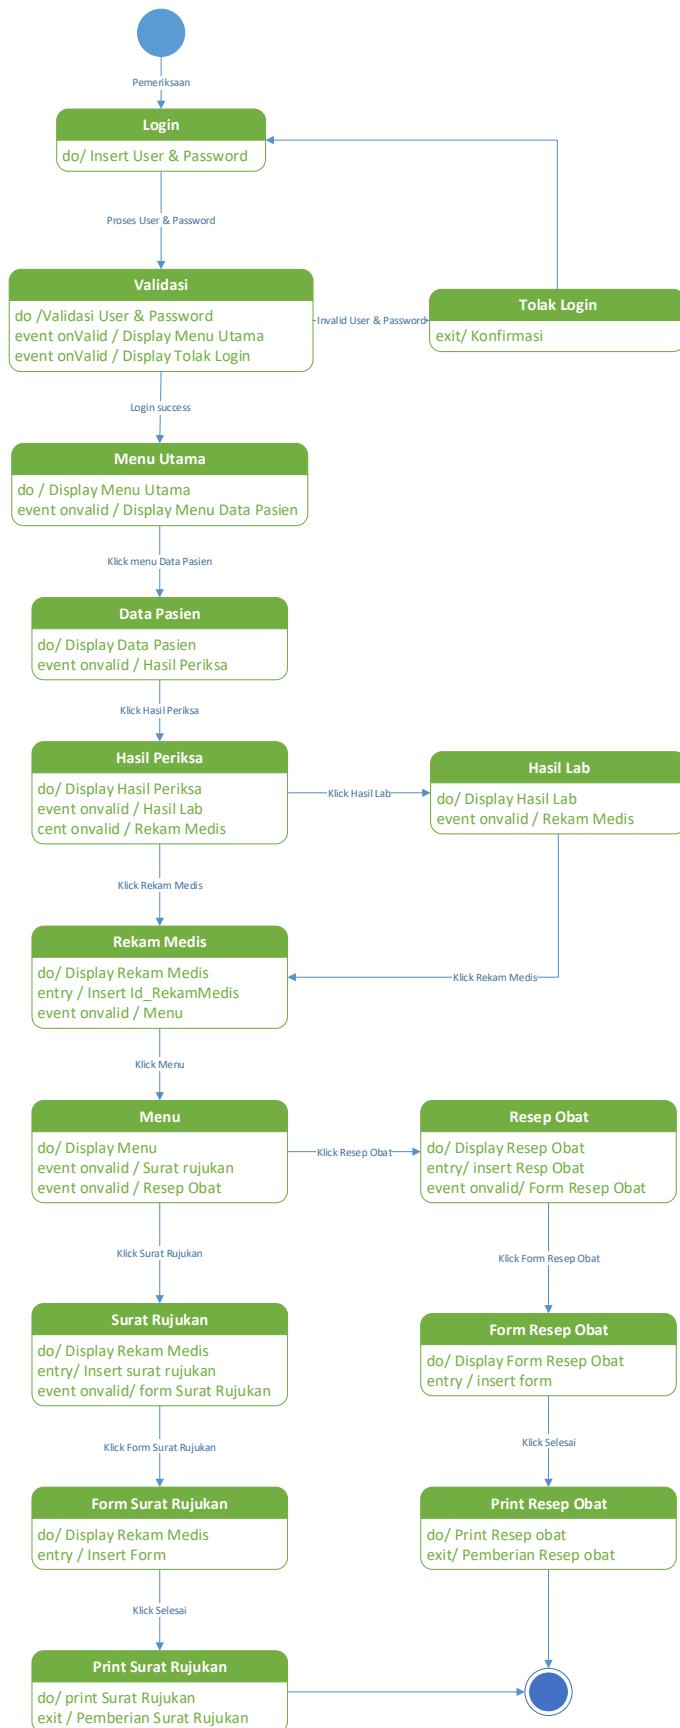 Pemeriksaan
Login
do/ Insert User & Password
Proses User & Password
Validasi
do /Validasi User & Password
event onValid / Display Menu Utama
event onValid / Display Tolak Login
Invalid User & Password
Tolak Login
exit/ Konfirmasi
Login success
Menu Utama
do / Display Menu Utama
event onvalid / Display Menu Data Pasien
Klick menu Data Pasien
Data Pasien
do/ Display Data Pasien
event onvalid / Hasil Periksa
Klick Hasil Periksa
Hasil Periksa
do/ Display Hasil Periksa
event onvalid / Hasil Lab
cent onvalid / Rekam Medis
Klick Hasil Lab
Hasil Lab
do/ Display Hasil Lab
event onvalid / Rekam Medis
Klick Rekam Medis
Rekam Medis
do/ Display Rekam Medis
entry / Insert Id_RekamMedis
event onvalid / Menu
Klick Rekam Medis
Klick Menu
Menu
do/ Display Menu
event onvalid / Surat rujukan
event onvalid / Resep Obat
Klick Resep Obat
Resep Obat
do/ Display Resep Obat
entry/ insert Resp Obat
event onvalid/ Form Resep Obat
Klick Surat Rujukan
Klick Form Resep Obat
Surat Rujukan
do/ Display Rekam Medis
entry/ Insert surat rujukan
event onvalid/ form Surat Rujukan
Form Resep Obat
do/ Display Form Resep Obat
entry / insert form
Klick Form Surat Rujukan
Klick Selesai
Form Surat Rujukan
do/ Display Rekam Medis
entry / Insert Form
Print Resep Obat
do/ Print Resep obat
exit/ Pemberian Resep obat
Klick Selesai
Print Surat Rujukan
do/ print Surat Rujukan
exit / Pemberian Surat Rujukan